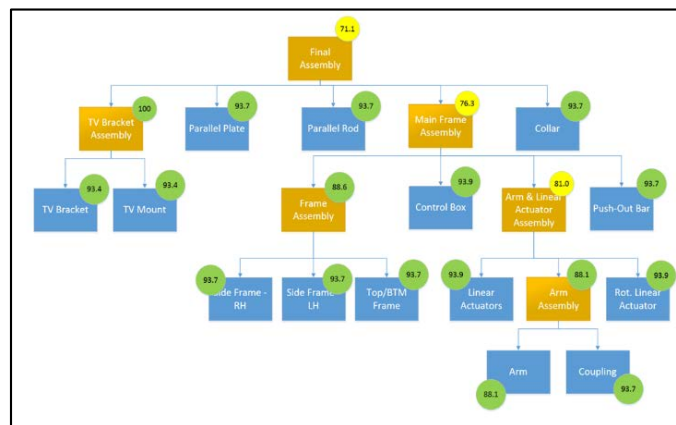 71.1
Final
Assembly
100
TV Bracket
Assembly
93.7
Parallel Plate
93.7
Parallel Rod
76.3
Main Frame
Assembly
93.7
Collar
93.4
TV Bracket
93.4
TV Mount
88.6
Frame
Assembly
93.9
Control Box
81.0
Arm & Linear
Actuator
Assembly
93.7
Push-Out Bar
93.7
Side Frame -
RH
93.7
Side Frame -
LH
93.7
Top/BTM
Frame
93.9
Linear
Actuators
88.1
Arm
Assembly
93.9
Rot. Linear
Actuator
Arm
88.1
Coupling
93.7